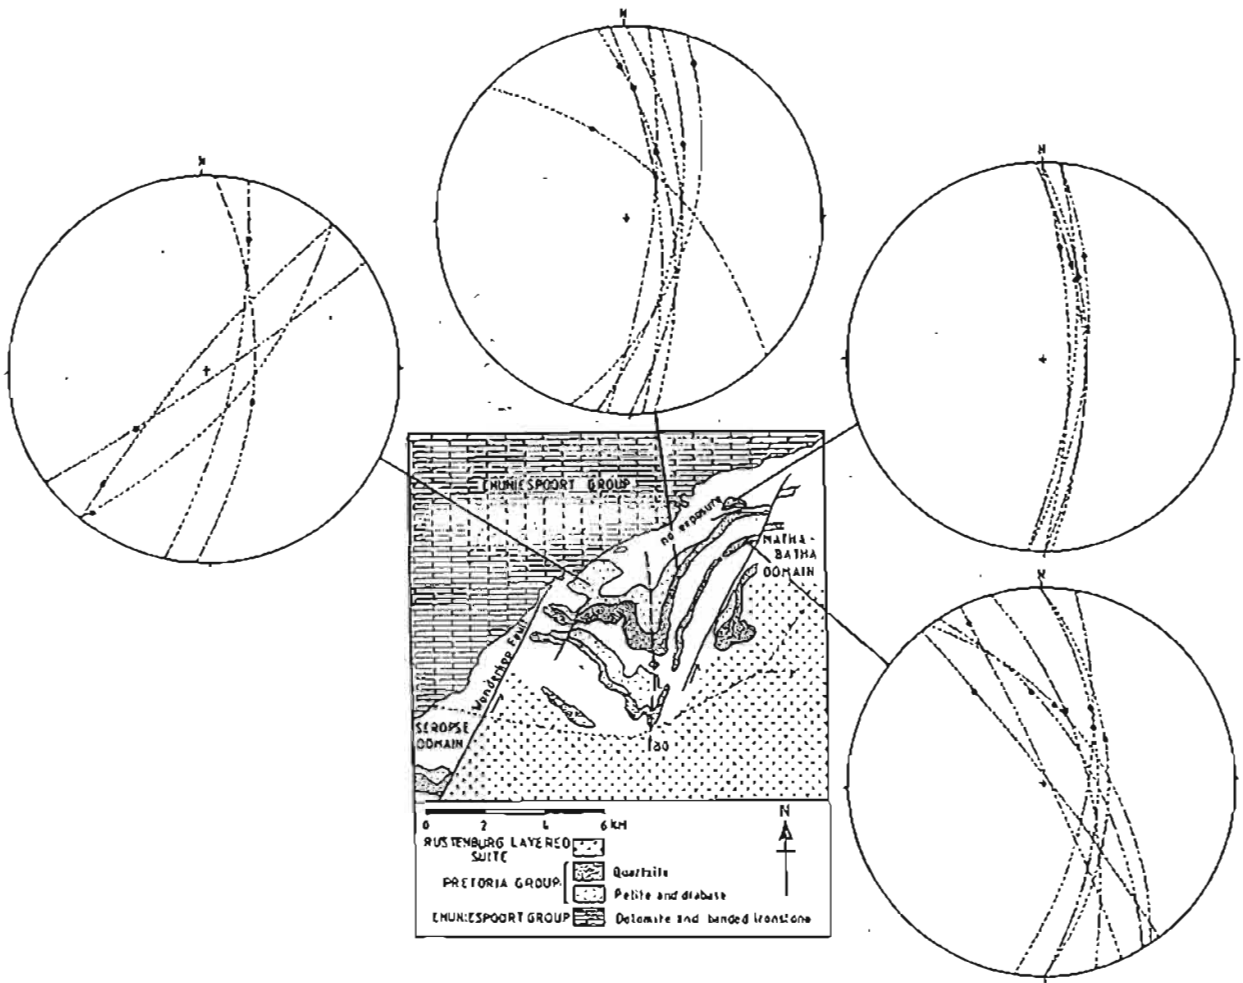 N
N
N
N
CHUNIESPOORT GROUP
no exposure
MATHA-
BATHA
DOMAIN
Wonderkop Fault
SEROPSE
DOMAIN
80
0 2 4 6 KM
N
RUSTENBURG LAYERED
SUITE
PRETORIA GROUP
Quartzite
Pelite and diabase
CHUNIESPOORT GROUP
Dolomite and banded ironstone